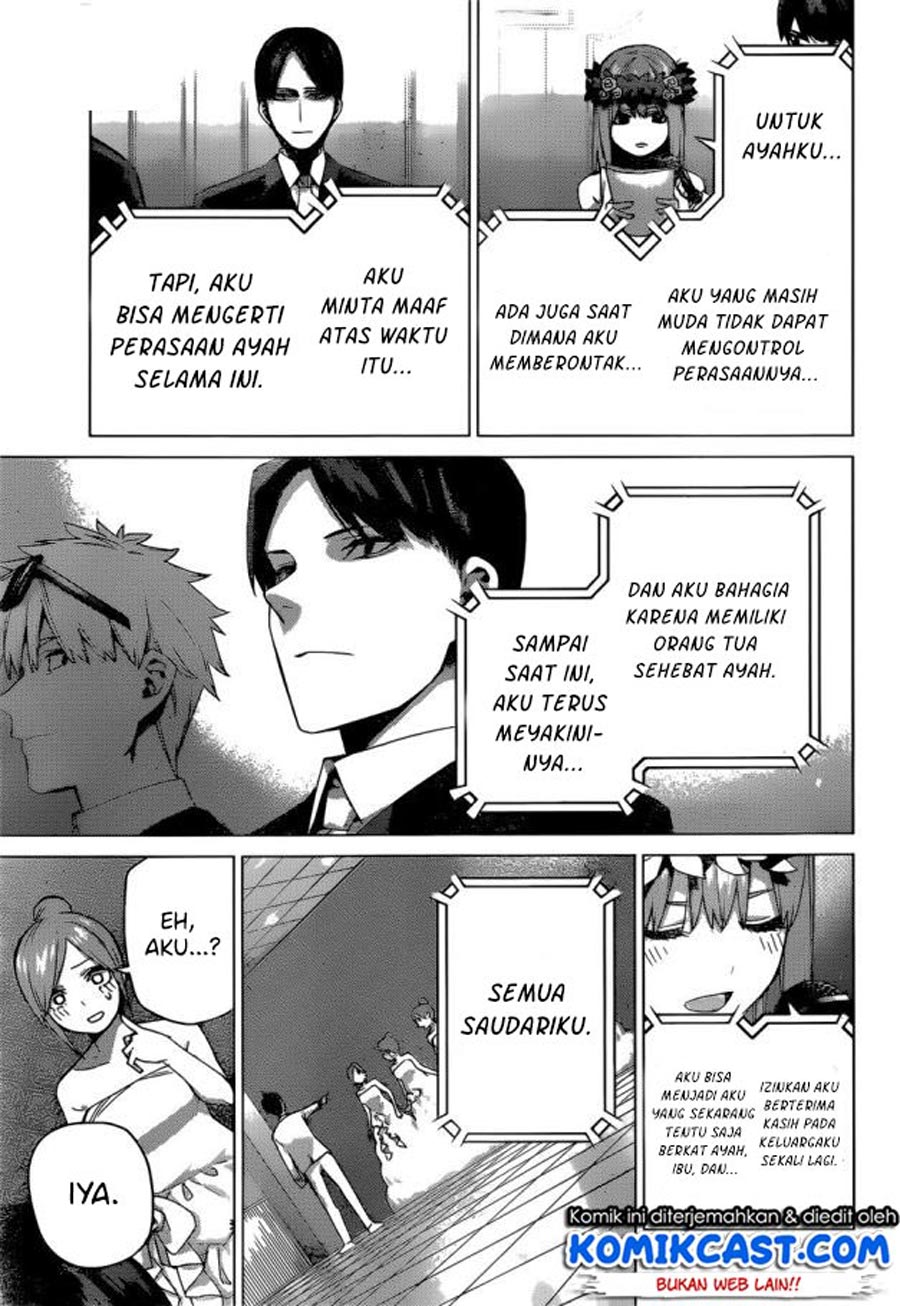 UNTUK
AYAHKU...
AKU YANG MASIH
MUDA TIDAK DAPAT
MENGONTROL
PERASAANNYA...
ADA JUGA SAAT
DIMANA AKU
MEMBERONTAK...
AKU
MINTA MAAF
ATAS WAKTU
ITU...
TAPI, AKU
BISA MENGERTI
PERASAAN AYAH
SELAMA INI.
DAN AKU BAHAGIA
KARENA MEMILIKI
ORANG TUA
SEHEBAT AYAH.
SAMPAI
SAAT INI,
AKU TERUS
MEYAKINI-
NYA...
IZINKAN AKU
BERTERIMA
KASIH PADA
KELUARGAKU
SEKALI LAGI.
AKU BISA
MENJADI AKU
YANG SEKARANG
TENTU SAJA
BERKAT AYAH,
IBU, DAN...
SEMUA
SAUDARIKU.
EH,
AKU...?
IYA.
Komik ini diterjemahkan & diedit oleh
KOMIKCAST.COM
BUKAN WEB LAIN!!